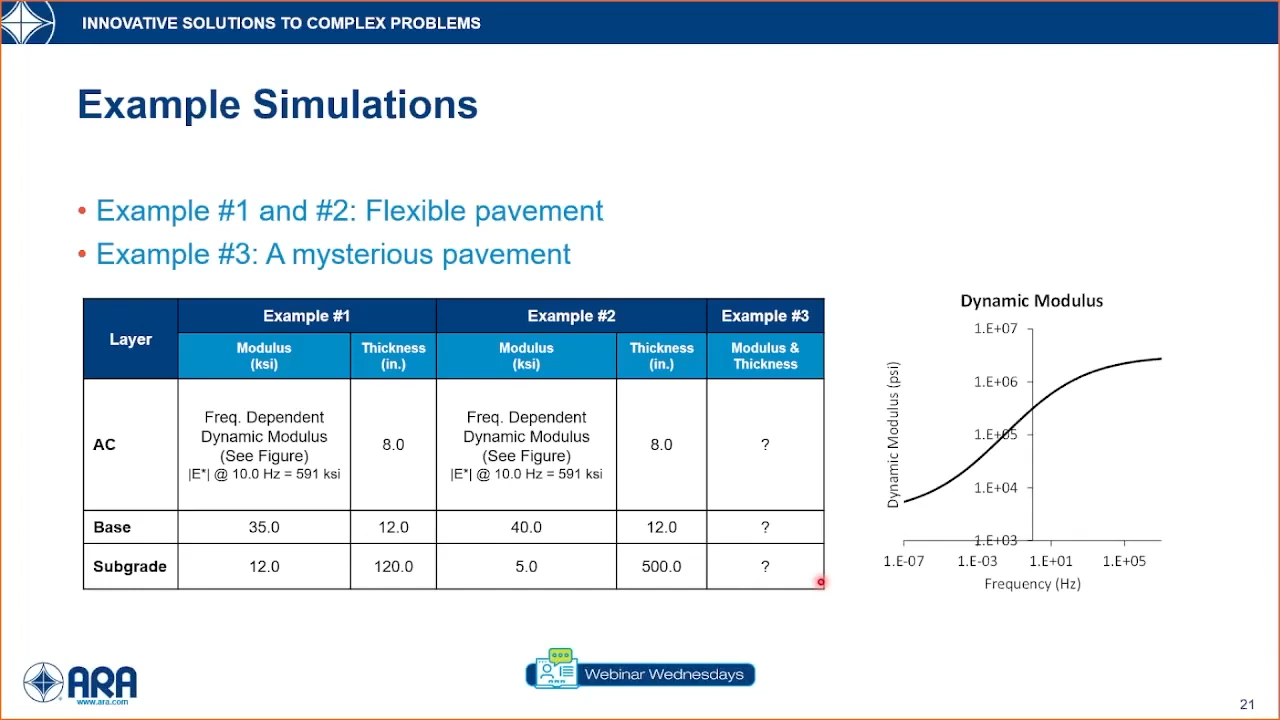 INNOVATIVE SOLUTIONS TO COMPLEX PROBLEMS
Example Simulations
• Example #1 and #2: Flexible pavement
• Example #3: A mysterious pavement
Layer
Example #1
Example #2
Example #3
Modulus
(ksi)
Thickness
(in.)
Modulus
(ksi)
Thickness
(in.)
Modulus &
Thickness
AC
Freq. Dependent
Dynamic Modulus
(See Figure)
|E*| @ 10.0 Hz = 591 ksi
8.0
Freq. Dependent
Dynamic Modulus
(See Figure)
|E*| @ 10.0 Hz = 591 ksi
8.0
?
Base
35.0
12.0
40.0
12.0
?
Subgrade
12.0
120.0
5.0
500.0
?
Dynamic Modulus
Dynamic Modulus (psi)
1.E+07
1.E+06
1.E+05
1.E+04
1.E+03
1.E-07
1.E-03
1.E+01
1.E+05
Frequency (Hz)
ARA
www.ara.com
ARA
Webinar Wednesdays
21